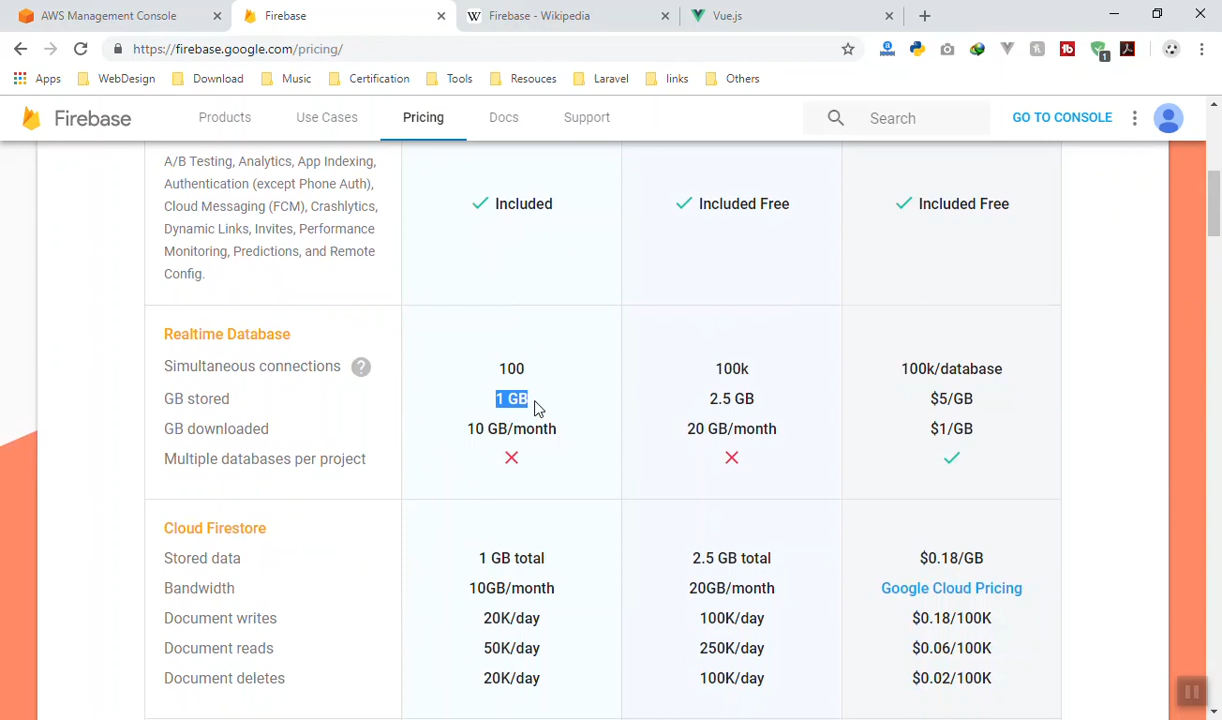 AWS Management Console
Firebase
Firebase - Wikipedia
Vue.js
https://firebase.google.com/pricing/
Apps WebDesign Download Music Certification Tools Resouces Laravel links Others
Firebase Products Use Cases Pricing Docs Support Search GO TO CONSOLE
A/B Testing, Analytics, App Indexing,
Authentication (except Phone Auth),
Cloud Messaging (FCM), Crashlytics,
Dynamic Links, Invites, Performance
Monitoring, Predictions, and Remote
Config.
Included Included Free Included Free
Realtime Database
Simultaneous connections ? 100 100k 100k/database
GB stored 1 GB 2.5 GB $5/GB
GB downloaded 10 GB/month 20 GB/month $1/GB
Multiple databases per project
Cloud Firestore
Stored data 1 GB total 2.5 GB total $0.18/GB
Bandwidth 10GB/month 20GB/month Google Cloud Pricing
Document writes 20K/day 100K/day $0.18/100K
Document reads 50K/day 250K/day $0.06/100K
Document deletes 20K/day 100K/day $0.02/100K